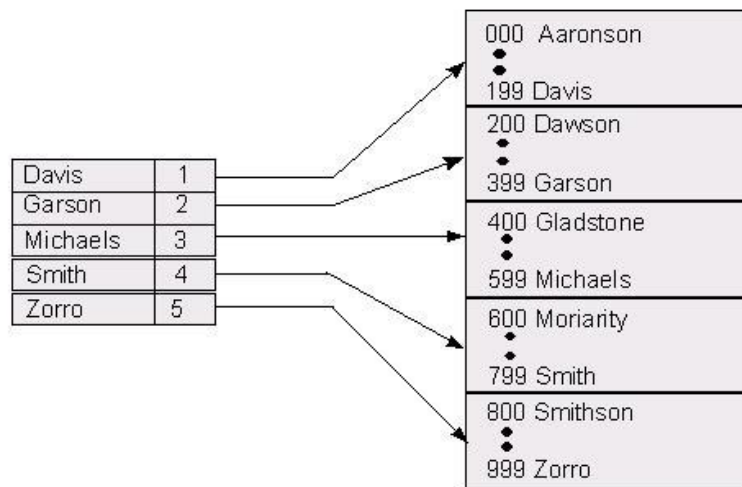 Davis 1
Garson 2
Michaels 3
Smith 4
Zorro 5
000 Aaronson
199 Davis
200 Dawson
399 Garson
400 Gladstone
599 Michaels
600 Moriarity
799 Smith
800 Smithson
999 Zorro